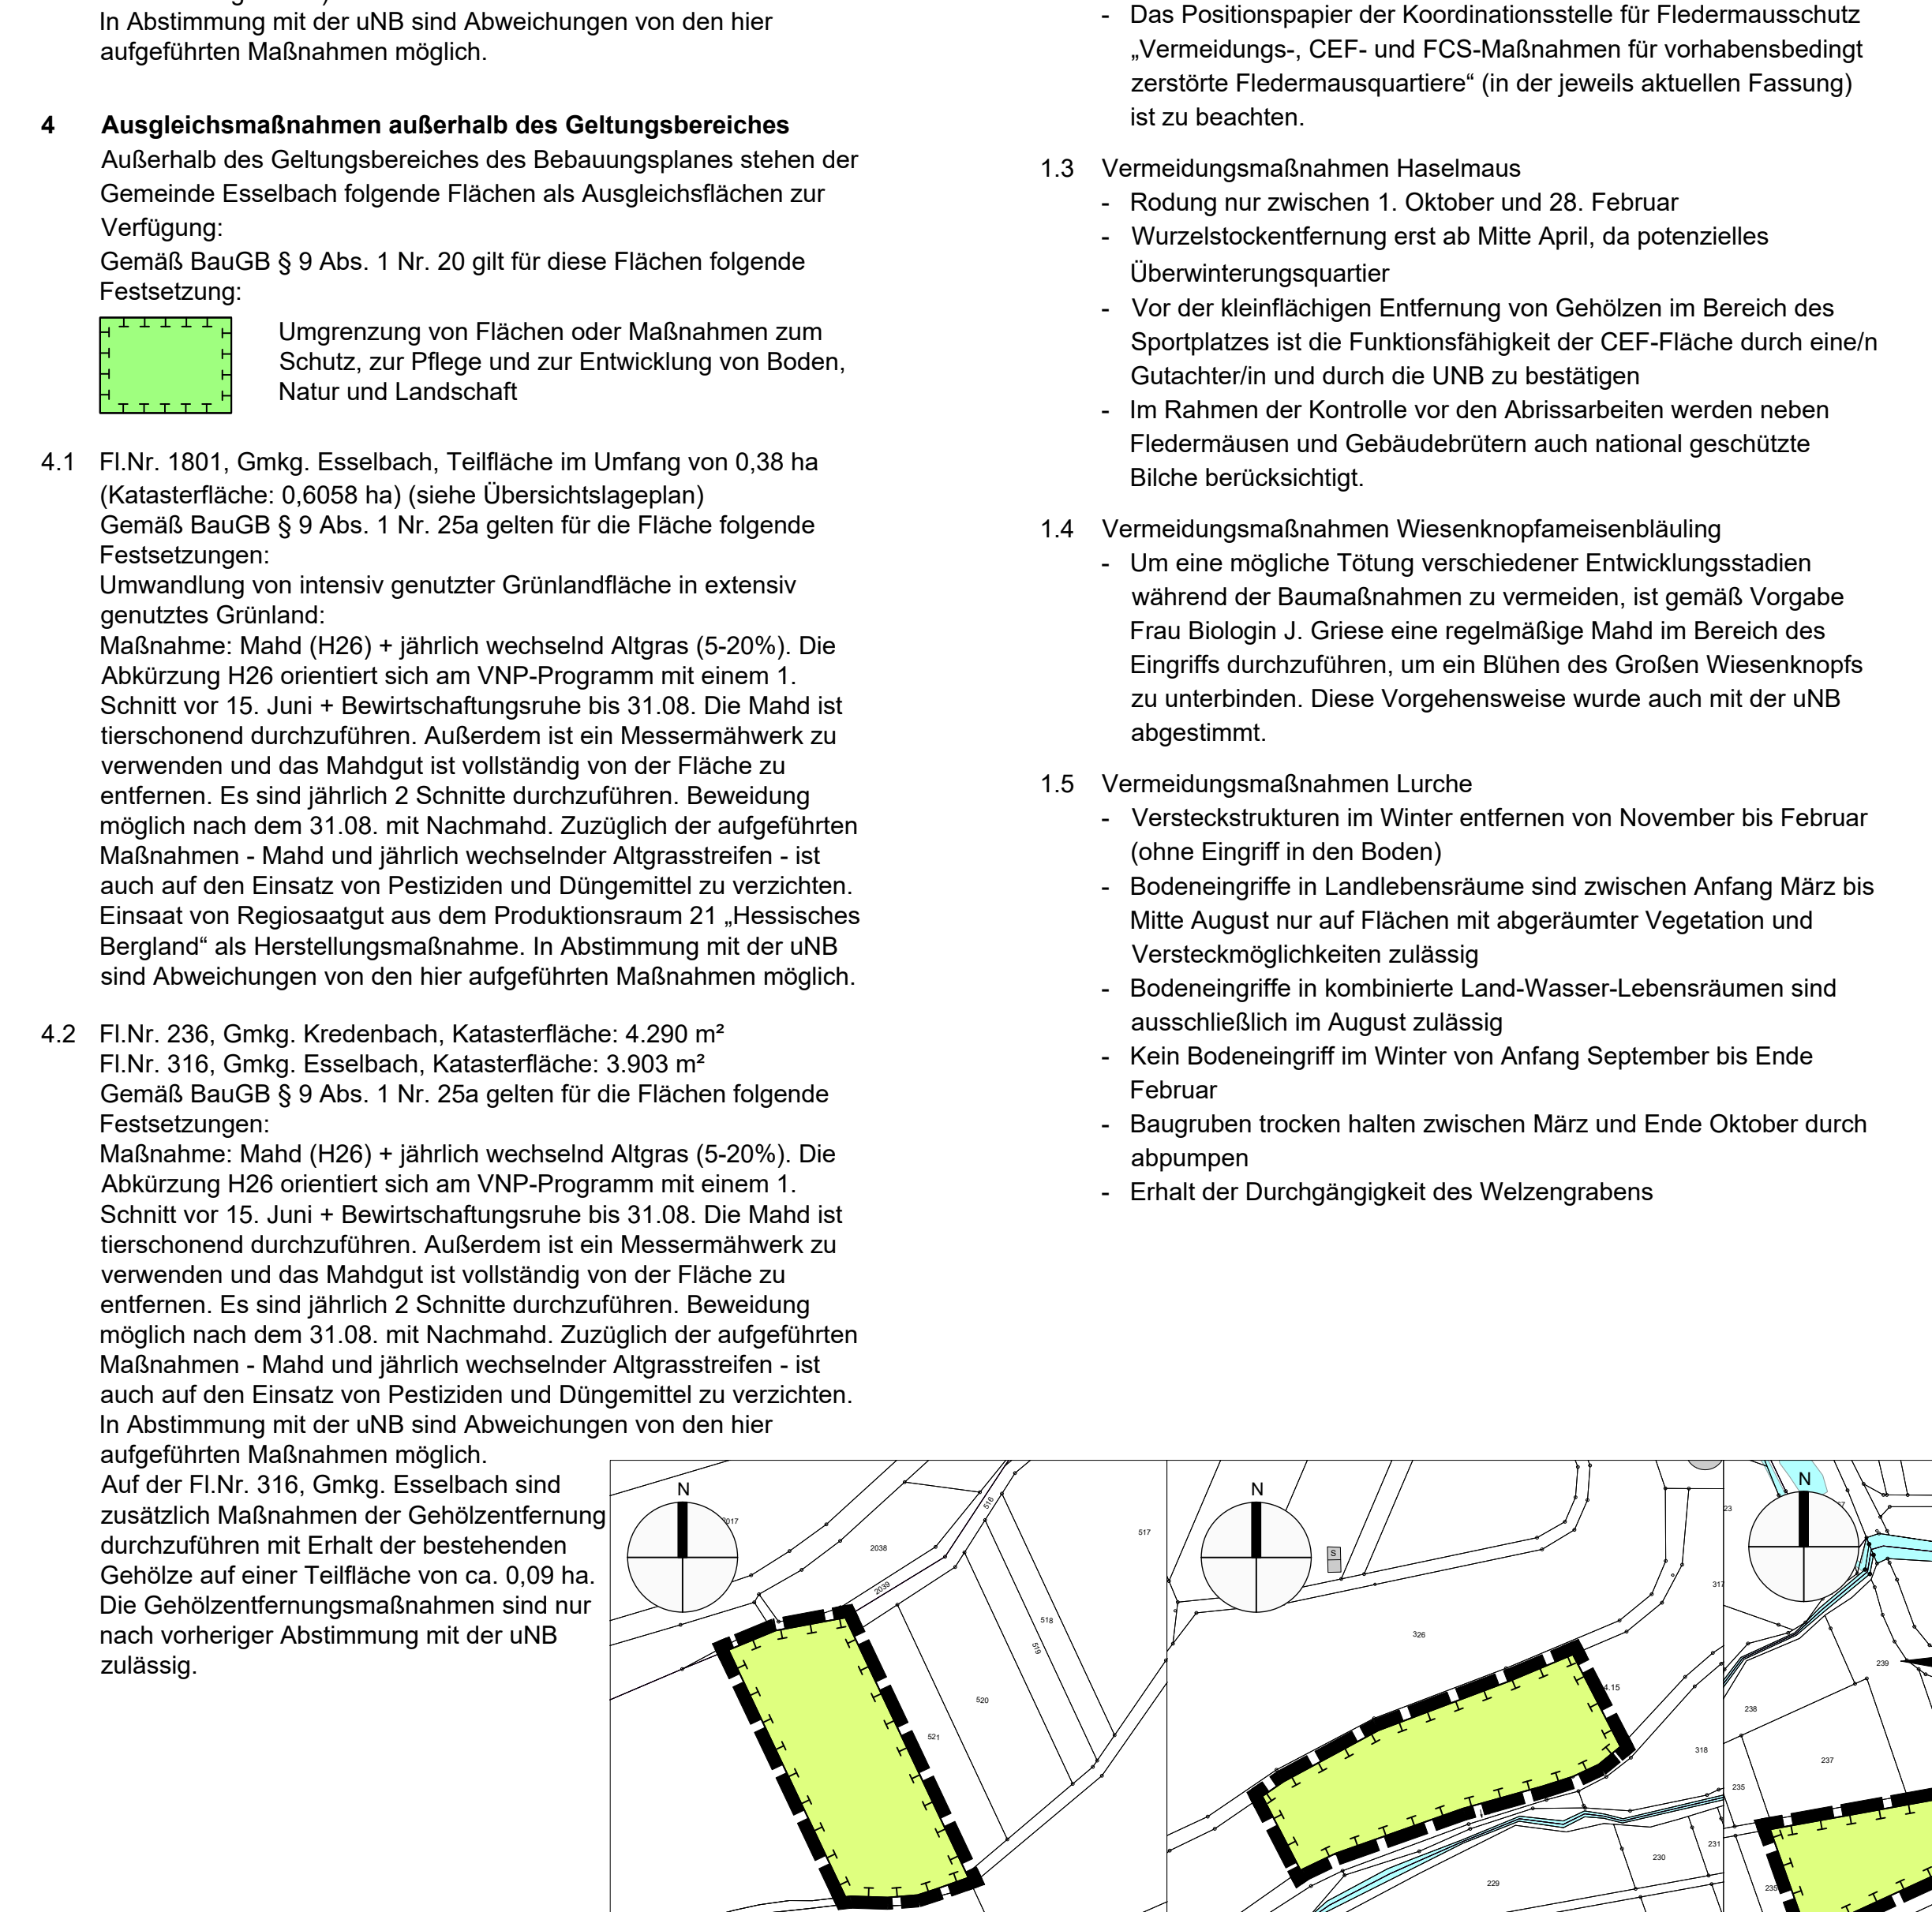 In Abstimmung mit der uNB sind Abweichungen von den hier
aufgeführten Maßnahmen möglich.
4 Ausgleichsmaßnahmen außerhalb des Geltungsbereiches
Außerhalb des Geltungsbereiches des Bebauungsplanes stehen der
Gemeinde Esselbach folgende Flächen als Ausgleichsflächen zur
Verfügung:
Gemäß BauGB § 9 Abs. 1 Nr. 20 gilt für diese Flächen folgende
Festsetzung:
Umgrenzung von Flächen oder Maßnahmen zum
Schutz, zur Pflege und zur Entwicklung von Boden,
Natur und Landschaft
4.1 Fl.Nr. 1801, Gmkg. Esselbach, Teilfläche im Umfang von 0,38 ha
(Katasterfläche: 0,6058 ha) (siehe Übersichtslageplan)
Gemäß BauGB § 9 Abs. 1 Nr. 25a gelten für die Fläche folgende
Festsetzungen:
Umwandlung von intensiv genutzter Grünlandfläche in extensiv
genutztes Grünland:
Maßnahme: Mahd (H26) + jährlich wechselnd Altgras (5-20%). Die
Abkürzung H26 orientiert sich am VNP-Programm mit einem 1.
Schnitt vor 15. Juni + Bewirtschaftungsruhe bis 31.08. Die Mahd ist
tierschonend durchzuführen. Außerdem ist ein Messermähwerk zu
verwenden und das Mahdgut ist vollständig von der Fläche zu
entfernen. Es sind jährlich 2 Schnitte durchzuführen. Beweidung
möglich nach dem 31.08. mit Nachmahd. Zuzüglich der aufgeführten
Maßnahmen - Mahd und jährlich wechselnder Altgrasstreifen - ist
auch auf den Einsatz von Pestiziden und Düngemittel zu verzichten.
Einsaat von Regiosaatgut aus dem Produktionsraum 21 „Hessisches
Bergland“ als Herstellungsmaßnahme. In Abstimmung mit der uNB
sind Abweichungen von den hier aufgeführten Maßnahmen möglich.
4.2 Fl.Nr. 236, Gmkg. Kredenbach, Katasterfläche: 4.290 m²
Fl.Nr. 316, Gmkg. Esselbach, Katasterfläche: 3.903 m²
Gemäß BauGB § 9 Abs. 1 Nr. 25a gelten für die Flächen folgende
Festsetzungen:
Maßnahme: Mahd (H26) + jährlich wechselnd Altgras (5-20%). Die
Abkürzung H26 orientiert sich am VNP-Programm mit einem 1.
Schnitt vor 15. Juni + Bewirtschaftungsruhe bis 31.08. Die Mahd ist
tierschonend durchzuführen. Außerdem ist ein Messermähwerk zu
verwenden und das Mahdgut ist vollständig von der Fläche zu
entfernen. Es sind jährlich 2 Schnitte durchzuführen. Beweidung
möglich nach dem 31.08. mit Nachmahd. Zuzüglich der aufgeführten
Maßnahmen - Mahd und jährlich wechselnder Altgrasstreifen - ist
auch auf den Einsatz von Pestiziden und Düngemittel zu verzichten.
In Abstimmung mit der uNB sind Abweichungen von den hier
aufgeführten Maßnahmen möglich.
Auf der Fl.Nr. 316, Gmkg. Esselbach sind
zusätzlich Maßnahmen der Gehölzentfernung
durchzuführen mit Erhalt der bestehenden
Gehölze auf einer Teilfläche von ca. 0,09 ha.
Die Gehölzentfernungsmaßnahmen sind nur
nach vorheriger Abstimmung mit der uNB
zulässig.
- Das Positionspapier der Koordinationsstelle für Fledermausschutz
„Vermeidungs-, CEF- und FCS-Maßnahmen für vorhabensbedingt
zerstörte Fledermausquartiere“ (in der jeweils aktuellen Fassung)
ist zu beachten.
1.3 Vermeidungsmaßnahmen Haselmaus
- Rodung nur zwischen 1. Oktober und 28. Februar
- Wurzelstockentfernung erst ab Mitte April, da potenzielles
Überwinterungsquartier
- Vor der kleinflächigen Entfernung von Gehölzen im Bereich des
Sportplatzes ist die Funktionsfähigkeit der CEF-Fläche durch eine/n
Gutachter/in und durch die UNB zu bestätigen
- Im Rahmen der Kontrolle vor den Abrissarbeiten werden neben
Fledermäusen und Gebäudebrütern auch national geschützte
Bilche berücksichtigt.
1.4 Vermeidungsmaßnahmen Wiesenknopfameisenbläuling
- Um eine mögliche Tötung verschiedener Entwicklungsstadien
während der Baumaßnahmen zu vermeiden, ist gemäß Vorgabe
Frau Biologin J. Griese eine regelmäßige Mahd im Bereich des
Eingriffs durchzuführen, um ein Blühen des Großen Wiesenknopfs
zu unterbinden. Diese Vorgehensweise wurde auch mit der uNB
abgestimmt.
1.5 Vermeidungsmaßnahmen Lurche
- Versteckstrukturen im Winter entfernen von November bis Februar
(ohne Eingriff in den Boden)
- Bodeneingriffe in Landlebensräume sind zwischen Anfang März bis
Mitte August nur auf Flächen mit abgeräumter Vegetation und
Versteckmöglichkeiten zulässig
- Bodeneingriffe in kombinierte Land-Wasser-Lebensräumen sind
ausschließlich im August zulässig
- Kein Bodeneingriff im Winter von Anfang September bis Ende
Februar
- Baugruben trocken halten zwischen März und Ende Oktober durch
abpumpen
- Erhalt der Durchgängigkeit des Welzengrabens
N
2038
2039
516
517
518
519
520
521
N
S
326
317
4.15
318
229
230
231
N
239
238
237
235
235